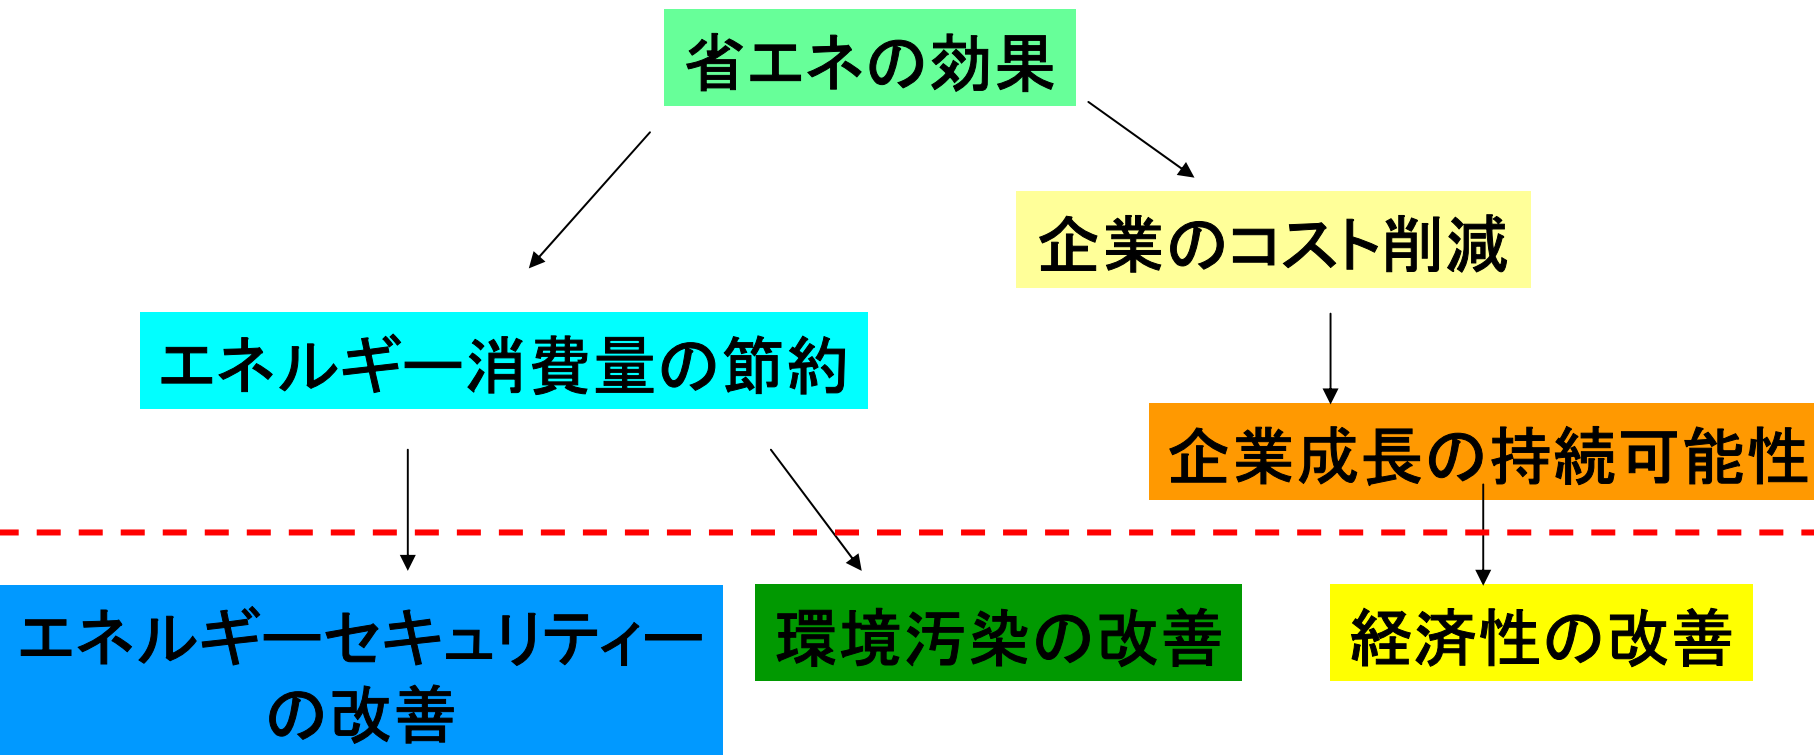 省エネの効果
企業のコスト削減
エネルギー消費量の節約
企業成長の持続可能性
エネルギーセキュリティー
の改善
環境汚染の改善
経済性の改善